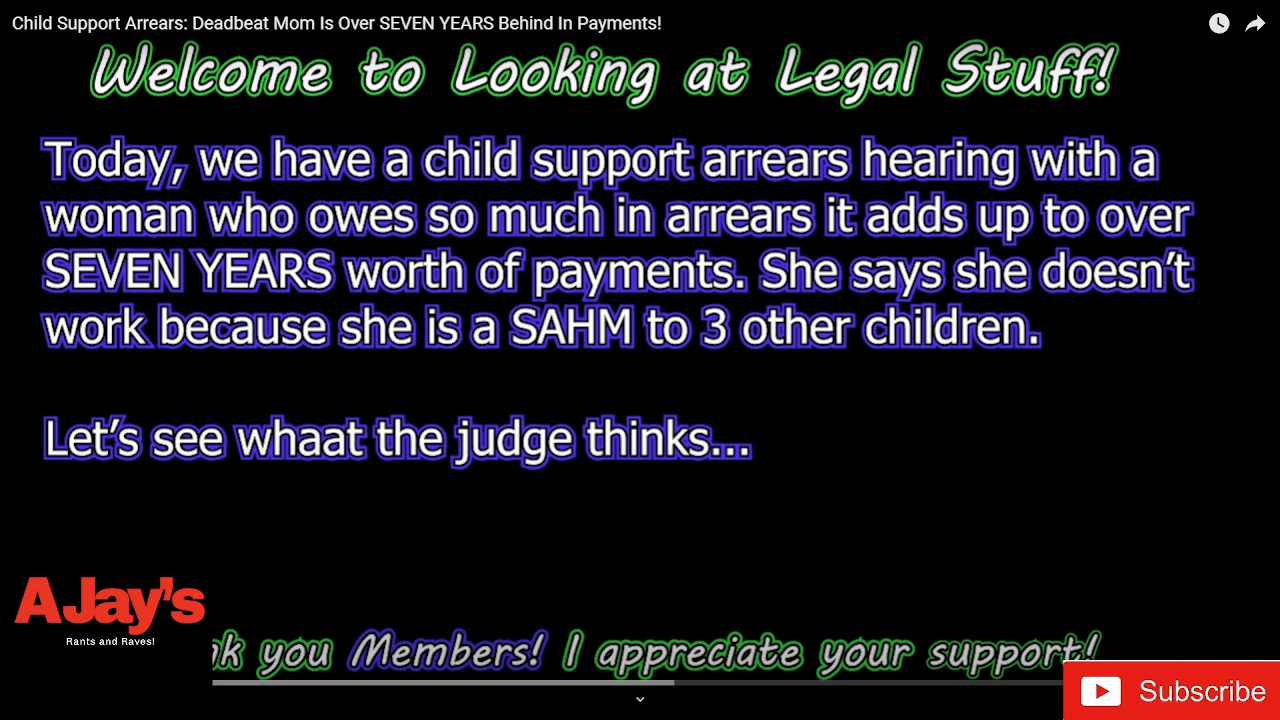 Child Support Arrears: Deadbeat Mom Is Over SEVEN YEARS Behind In Payments!
Welcome to Looking at Legal Stuff!
Today, we have a child support arrears hearing with a
woman who owes so much in arrears it adds up to over
SEVEN YEARS worth of payments. She says she doesn't
work because she is a SAHM to 3 other children.
Let's see whaat the judge thinks...
AJay's
Rants and Raves!
you Members! I appreciate your support!
Subscribe